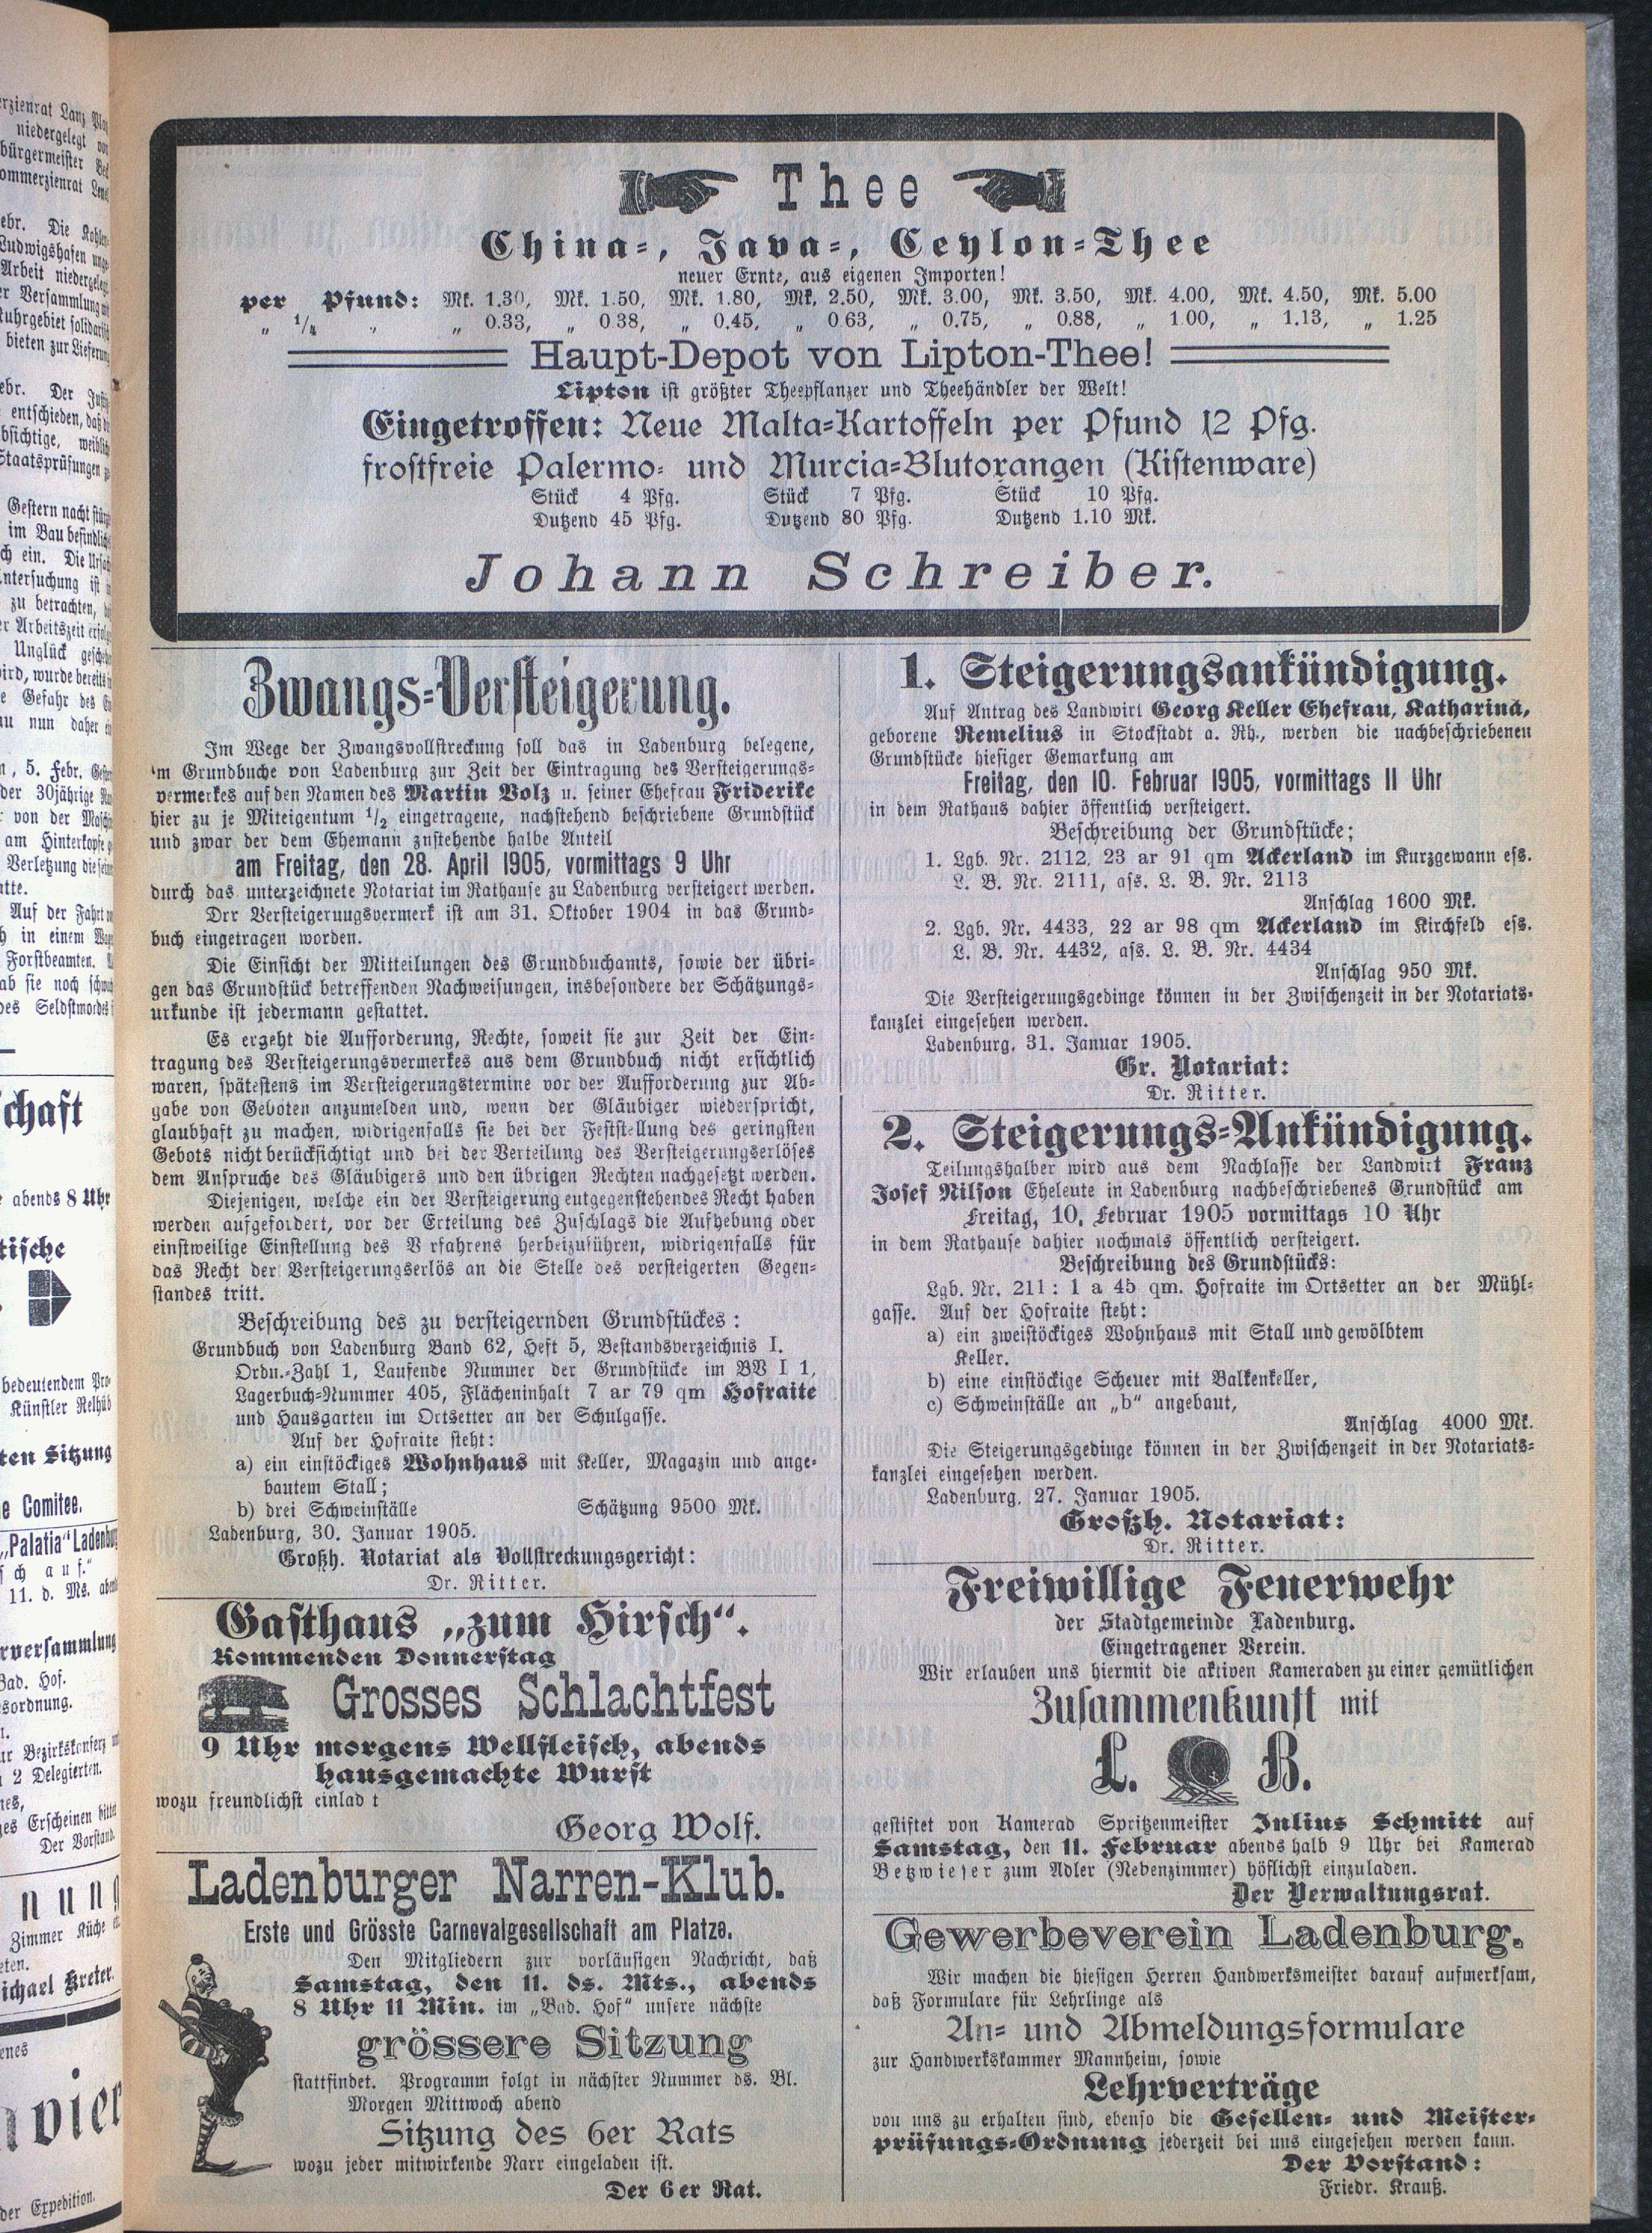 Thee
China-, Java-, Ceylon-Thee
neuer Ernte, aus eigenen Importen!
per Pfund: Mk. 1.30, Mk. 1.50, Mk. 1.80, Mk. 2.50, Mk. 3.00, Mk. 3.50, Mk. 4.00, Mk. 4.50, Mk. 5.00
„ 1/4 „ „ 0.33, „ 0.38, „ 0.45, „ 0.63, „ 0.75, „ 0.88, „ 1.00, „ 1.13, „ 1.25
Haupt-Depot von Lipton-Thee!
Lipton ist größter Theepflanzer und Theehändler der Welt!
Eingetroffen: Neue Malta-Kartoffeln per Pfund 12 Pfg.
frostfreie Palermo- und Murcia-Blutorangen (Kistenware)
Stück 4 Pfg. Stück 7 Pfg. Stück 10 Pfg.
Dutzend 45 Pfg. Dutzend 80 Pfg. Dutzend 1.10 Mk.
Johann Schreiber.
Zwangs-Versteigerung.
Im Wege der Zwangsvollstreckung soll das in Ladenburg belegene,
im Grundbuche von Ladenburg zur Zeit der Eintragung des Versteigerungs-
vermerkes auf den Namen des Martin Volz u. seiner Ehefrau Friderike
hier zu je Miteigentum 1/2 eingetragene, nachstehend beschriebene Grundstück
und zwar der dem Ehemann zustehende halbe Anteil
am Freitag, den 28. April 1905, vormittags 9 Uhr
durch das unterzeichnete Notariat im Rathause zu Ladenburg versteigert werden.
Drr Versteigeruugsvermerk ist am 31. Oktober 1904 in das Grund-
buch eingetragen worden.
Die Einsicht der Mitteilungen des Grundbuchamts, sowie der übri-
gen das Grundstück betreffenden Nachweisungen, insbesondere der Schätzungs-
urkunde ist jedermann gestattet.
Es ergeht die Aufforderung, Rechte, soweit sie zur Zeit der Ein-
tragung des Versteigerungsvermerkes aus dem Grundbuch nicht ersichtlich
waren, spätestens im Versteigerungstermine vor der Aufforderung zur Ab-
gabe von Geboten anzumelden und, wenn der Gläubiger wiederspricht,
glaubhaft zu machen, widrigenfalls sie bei der Feststellung des geringsten
Gebots nicht berücksichtigt und bei der Verteilung des Versteigerungserlöses
dem Anspruche des Gläubigers und den übrigen Rechten nachgesetzt werden.
Diejenigen, welche ein der Versteigerung eutgegenstehendes Recht haben
werden aufgefordert, vor der Erteilung des Zuschlags die Aufhebung oder
einstweilige Einstellung des V rfahrens herbeizuführen, widrigenfalls für
das Recht der Versteigerungserlös an die Stelle des versteigerten Gegen-
standes tritt.
Beschreibung des zu versteigernden Grundstückes:
Grundbuch von Ladenburg Band 62, Heft 5, Bestandsverzeichnis I.
Ordn.-Zahl 1, Laufende Nummer der Grundstücke im BV I 1,
Lagerbuch-Nummer 405, Flächeninhalt 7 ar 79 qm Hofraite
und Hausgarten im Ortsetter an der Schulgasse.
Auf der Hofraite steht:
a) ein einstöckiges Wohnhaus mit Keller, Magazin und ange-
bautem Stall;
b) drei Schweinställe Schätzung 9500 Mk.
Ladenburg, 30. Januar 1905.
Großh. Notariat als Vollstreckungsgericht:
Dr. Ritter.
Gasthaus „zum Hirsch“.
Kommenden Donnerstag
Grosses Schlachtfest
9 Uhr morgens Wellfleisch, abends
hausgemachte Wurst
wozu freundlichst einlad t
Georg Wolf.
Ladenburger Narren-Klub.
Erste und Grösste Carnevalgesellschaft am Platze.
Den Mitgliedern zur vorläufigen Nachricht, daß
Samstag, den 11. ds. Mts., abends
8 Uhr 11 Min. im „Bad. Hof“ unsere nächste
grössere Sitzung
stattfindet. Programm folgt in nächster Nummer ds. Bl.
Morgen Mittwoch abend
Sitzung des 6er Rats
wozu jeder mitwirkende Narr eingeladen ist.
Der 6er Rat.
1. Steigerungsankündigung.
Auf Antrag des Landwirt Georg Keller Ehefrau, Katharina,
geborene Remelius in Stockstadt a. Rh., werden die nachbeschriebenen
Grundstücke hiesiger Gemarkung am
Freitag, den 10. Februar 1905, vormittags 11 Uhr
in dem Rathaus dahier öffentlich versteigert.
Beschreibung der Grundstücke;
1. Lgb. Nr. 2112, 23 ar 91 qm Ackerland im Kurzgewann ess.
L. B. Nr. 2111, ass. L. B. Nr. 2113
Anschlag 1600 Mk.
2. Lgb. Nr. 4433, 22 ar 98 qm Ackerland im Kirchfeld ess.
L. B. Nr. 4432, ass. L. B. Nr. 4434
Anschlag 950 Mk.
Die Versteigerungsgedinge können in der Zwischenzeit in der Notariats-
kanzlei eingesehen werden.
Ladenburg, 31. Januar 1905.
Gr. Notariat:
Dr. Ritter.
2. Steigerungs-Ankündigung.
Teilungshalber wird aus dem Nachlasse der Landwirt Franz
Josef Nilson Eheleute in Ladenburg nachbeschriebenes Grundstück am
Freitag, 10. Februar 1905 vormittags 10 Uhr
in dem Rathause dahier nochmals öffentlich versteigert.
Beschreibung des Grundstücks:
Lgb. Nr. 211: 1 a 45 qm. Hofraite im Ortsetter an der Mühl-
gasse. Auf der Hofraite steht:
a) ein zweistöckiges Wohnhaus mit Stall und gewölbtem
Keller.
b) eine einstöckige Scheuer mit Balkenkeller,
c) Schweinställe an „b“ angebaut,
Anschlag 4000 Mk.
Die Steigerungsgedinge können in der Zwischenzeit in der Notariats-
kanzlei eingesehen werden.
Ladenburg, 27. Januar 1905.
Großh. Notariat:
Dr. Ritter.
Freiwillige Feuerwehr
der Stadtgemeinde Ladenburg.
Eingetragener Verein.
Wir erlauben uns hiermit die aktiven Kameraden zu einer gemütlichen
Zusammenkunft mit
L. B.
gestiftet von Kamerad Spritzenmeister Julius Schmitt auf
Samstag, den 11. Februar abends halb 9 Uhr bei Kamerad
Betzwieser zum Adler (Nebenzimmer) höflichst einzuladen.
Der Verwaltungsrat.
Gewerbeverein Ladenburg.
Wir machen die hiesigen Herren Handwerksmeister darauf aufmerksam,
daß Formulare für Lehrlinge als
An- und Abmeldungsformulare
zur Handwerkskammer Mannheim, sowie
Lehrverträge
von uns zu erhalten sind, ebenso die Gesellen- und Meister-
prüfungs-Ordnung jederzeit bei uns eingesehen werden kann.
Der Vorstand:
Friedr. Krauß.